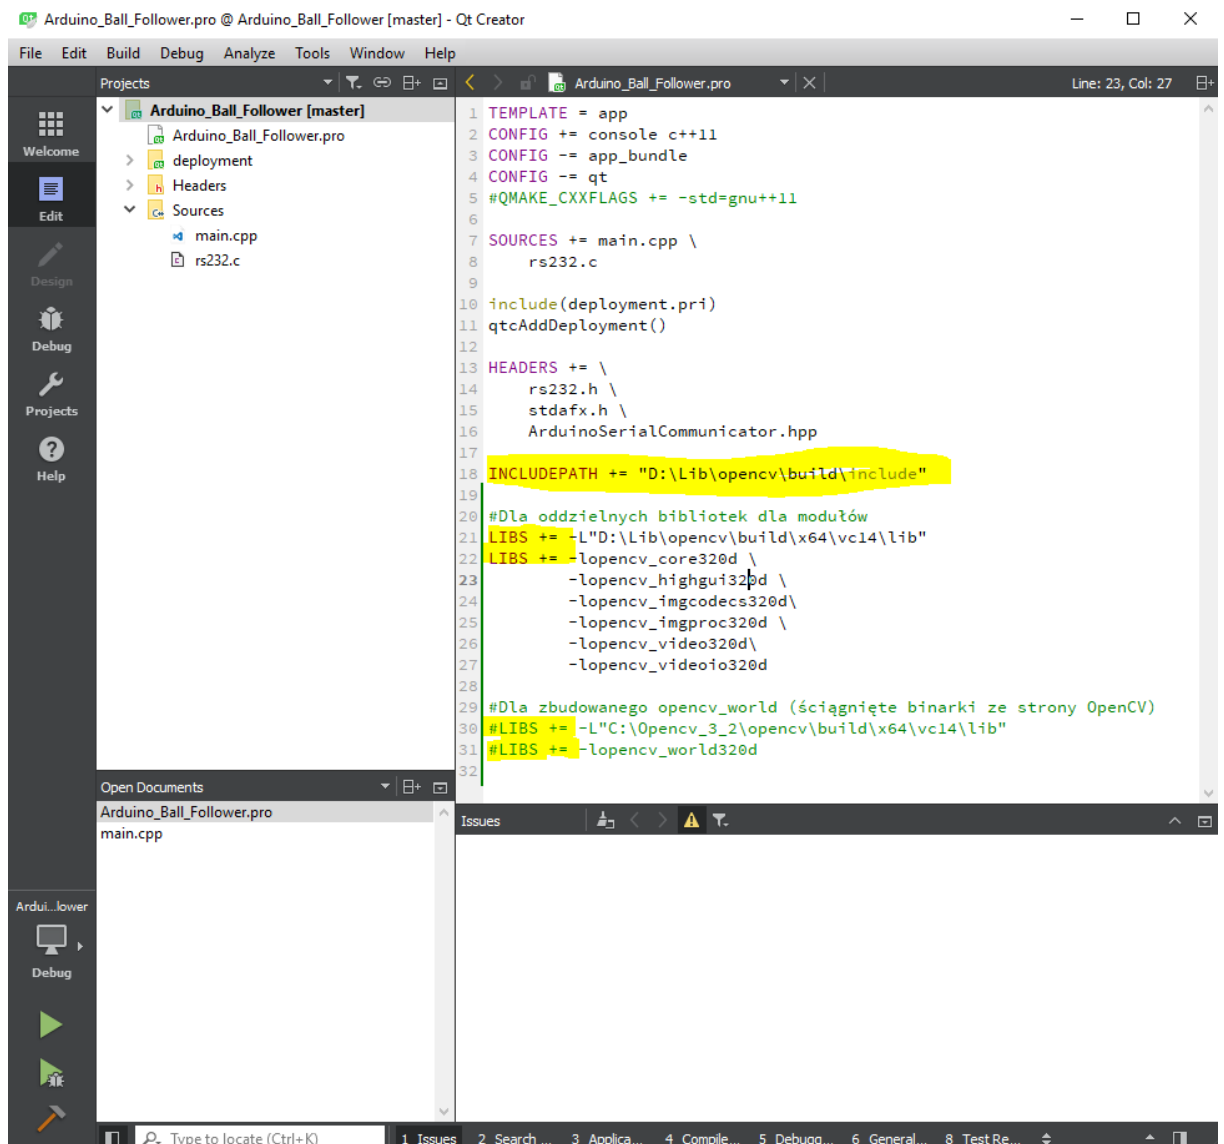 Arduino_Ball_Follower.pro @ Arduino_Ball_Follower [master] - Qt Creator
File Edit Build Debug Analyze Tools Window Help
Projects
Arduino_Ball_Follower.pro
Line: 23, Col: 27
Welcome
Edit
Design
Debug
Projects
Help
Arduino_Ball_Follower [master]
Arduino_Ball_Follower.pro
deployment
Headers
Sources
main.cpp
rs232.c
1 TEMPLATE = app
2 CONFIG += console c++11
3 CONFIG -= app_bundle
4 CONFIG -= qt
5 #QMAKE_CXXFLAGS += -std=gnu++11
6
7 SOURCES += main.cpp \
8 rs232.c
9
10 include(deployment.pri)
11 qtcAddDeployment()
12
13 HEADERS += \
14 rs232.h \
15 stdafx.h \
16 ArduinoSerialCommunicator.hpp
17
18 INCLUDEPATH += "D:\Lib\opencv\build\include"
19
20 #Dla oddzielnych bibliotek dla modułów
21 LIBS += -L"D:\Lib\opencv\build\x64\vc14\lib"
22 LIBS += -lopencv_core320d \
23 -lopencv_highgui320d \
24 -lopencv_imgcodecs320d\
25 -lopencv_imgproc320d \
26 -lopencv_video320d\
27 -lopencv_videoio320d
28
29 #Dla zbudowanego opencv_world (ściągnięte binarki ze strony OpenCV)
30 #LIBS += -L"C:\Opencv_3_2\opencv\build\x64\vc14\lib"
31 #LIBS += -lopencv_world320d
32
Open Documents
Arduino_Ball_Follower.pro
main.cpp
Issues
Ardui...lower
Debug
Type to locate (Ctrl+K)
1 Issues 2 Search ... 3 Applica... 4 Compile... 5 Debugg... 6 General... 8 Test Re...